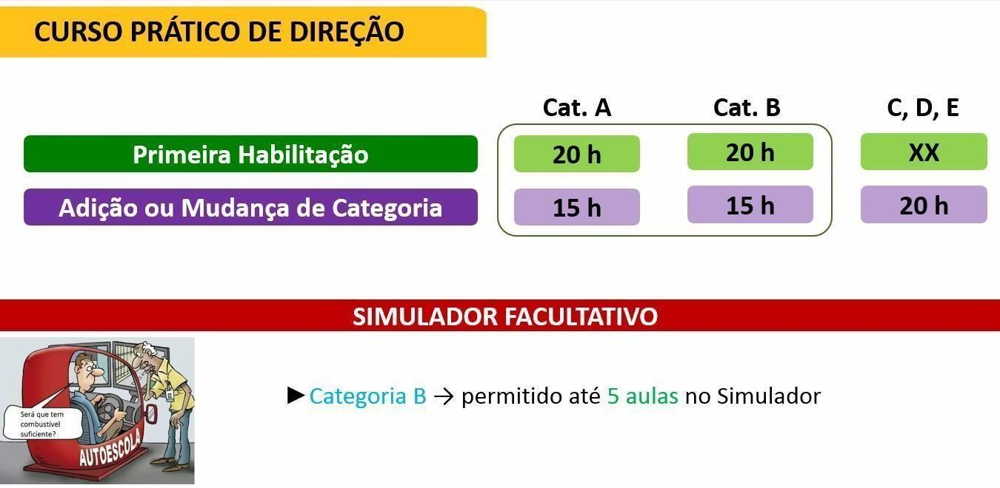 CURSO PRÁTICO DE DIREÇÃO
Cat. A Cat. B C, D, E
Primeira Habilitação 20 h 20 h XX
Adição ou Mudança de Categoria 15 h 15 h 20 h
SIMULADOR FACULTATIVO
►Categoria B → permitido até 5 aulas no Simulador
Será que tem
combustível
suficiente?
AUTOESCOLA